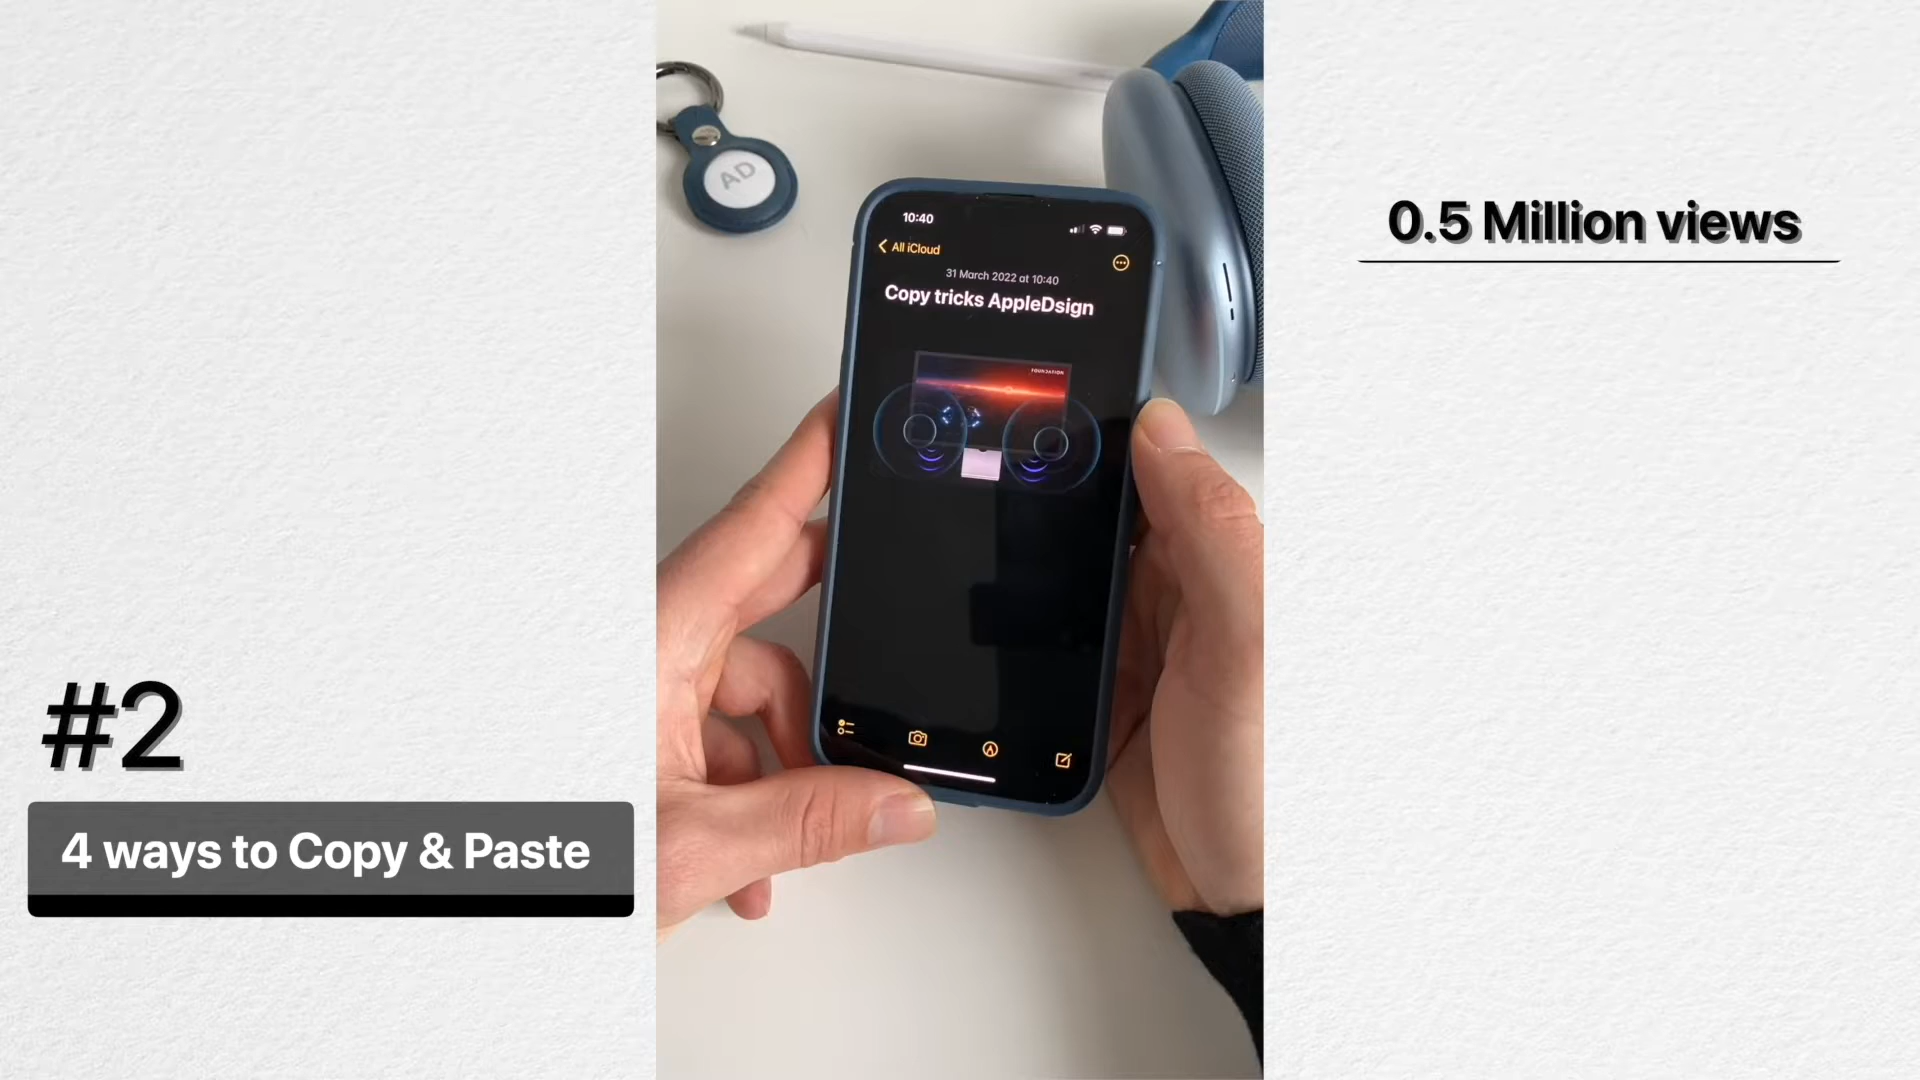 AD
10:40
All iCloud
31 March 2022 at 10:40
Copy tricks AppleDsign
FOUNDATION
0.5 Million views
#2
4 ways to Copy & Paste